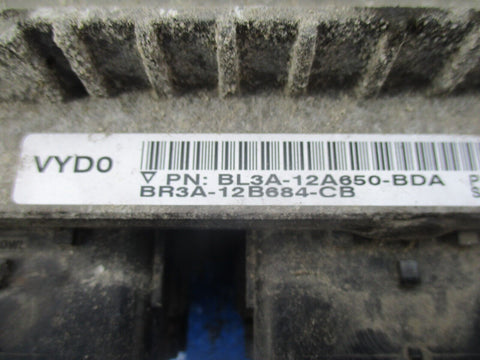 VYD0
▽ PN: BL3A-12A650-BDA P
BR3A-12B684-CB S